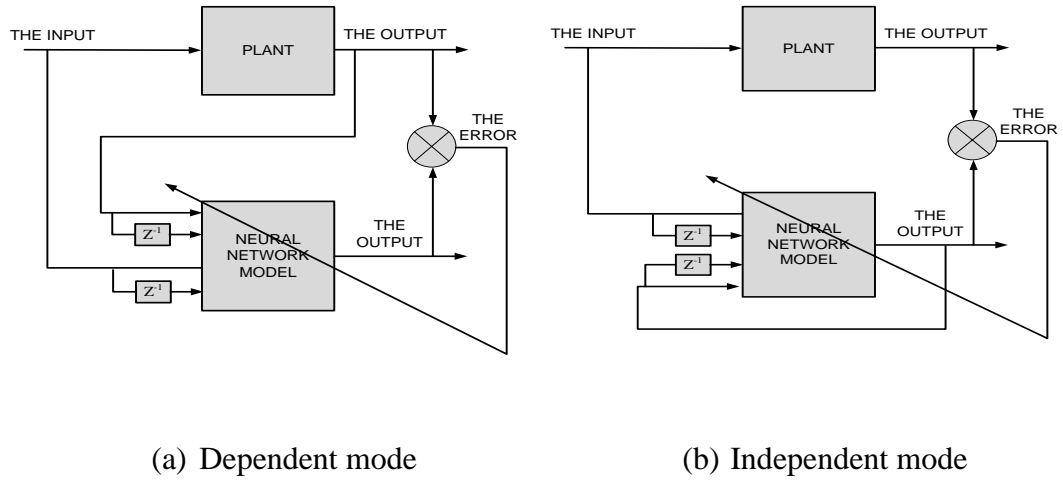 THE INPUT
PLANT
THE OUTPUT
THE
ERROR
Z-1
NEURAL
NETWORK
MODEL
THE
OUTPUT
Z-1
THE INPUT
PLANT
THE OUTPUT
THE
ERROR
THE
OUTPUT
Z-1
NEURAL
NETWORK
MODEL
Z-1
(a) Dependent mode
(b) Independent mode